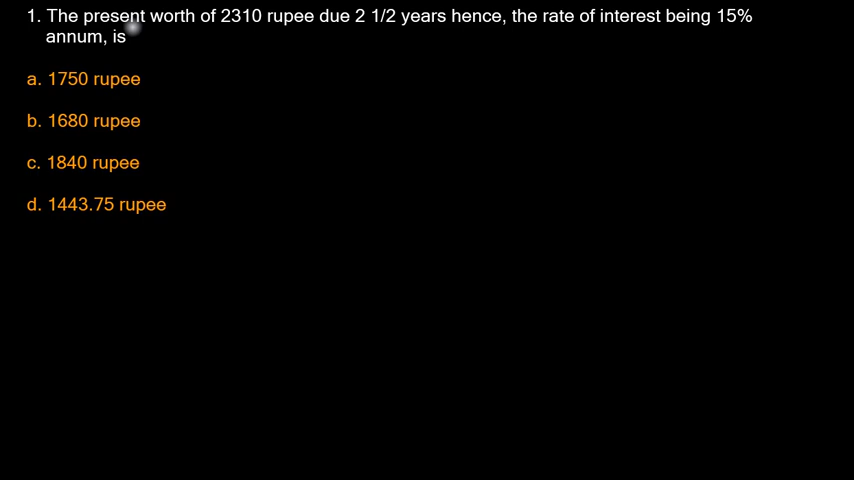 1. The present worth of 2310 rupee due 2 1/2 years hence, the rate of interest being 15%
annum, is
a. 1750 rupee
b. 1680 rupee
c. 1840 rupee
d. 1443.75 rupee